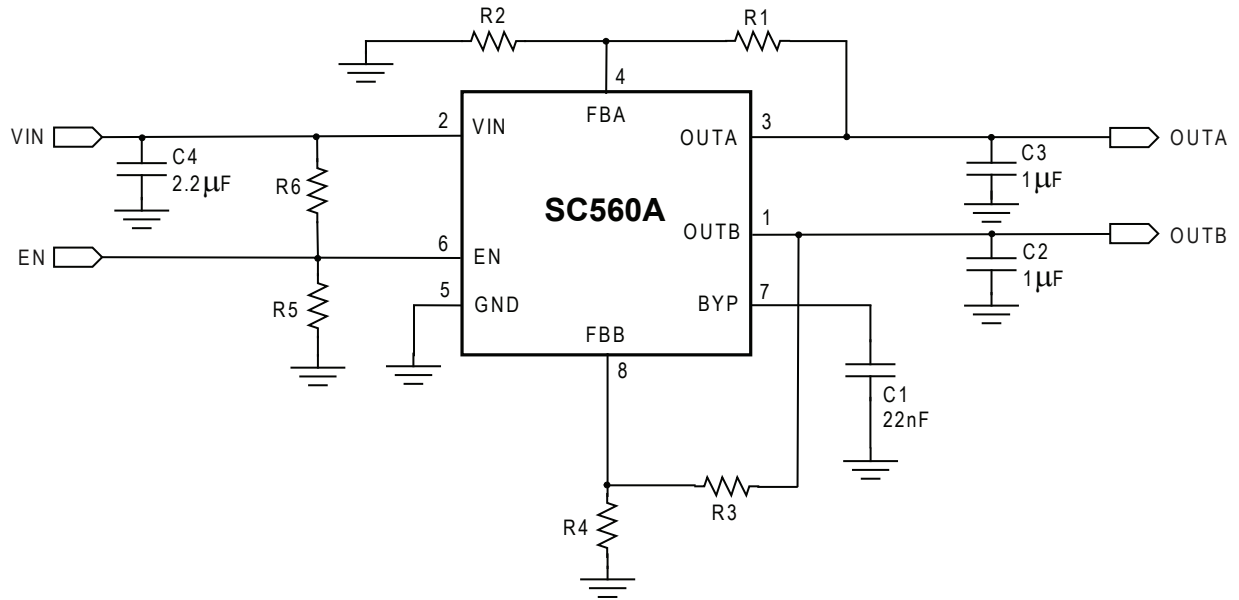 R2
R1
4
FBA
VIN
2
VIN
OUTA
3
OUTA
C4
2.2μF
C3
1μF
R6
SC560A
OUTB
1
OUTB
EN
6
EN
C2
1μF
R5
5
GND
BYP
7
FBB
8
C1
22nF
R4
R3